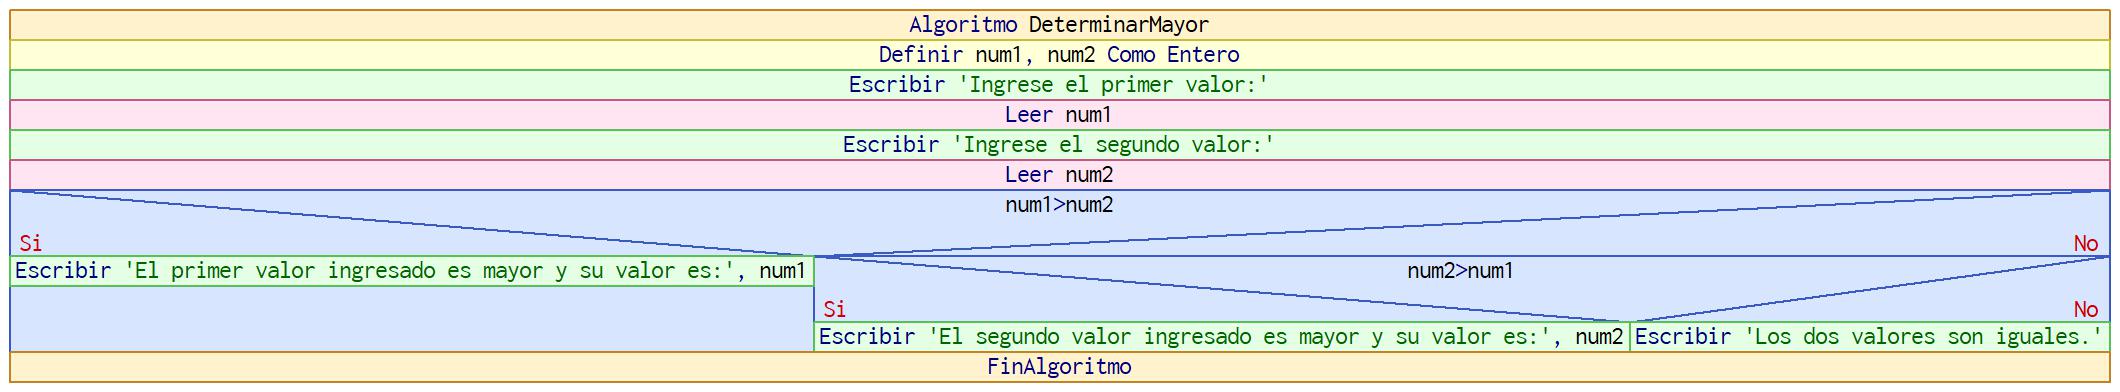 Algoritmo DeterminarMayor
Definir num1, num2 Como Entero
Escribir 'Ingrese el primer valor:'
Leer num1
Escribir 'Ingrese el segundo valor:'
Leer num2
num1>num2
Si
No
Escribir 'El primer valor ingresado es mayor y su valor es:', num1
num2>num1
Si
No
Escribir 'El segundo valor ingresado es mayor y su valor es:', num2
Escribir 'Los dos valores son iguales.'
FinAlgoritmo